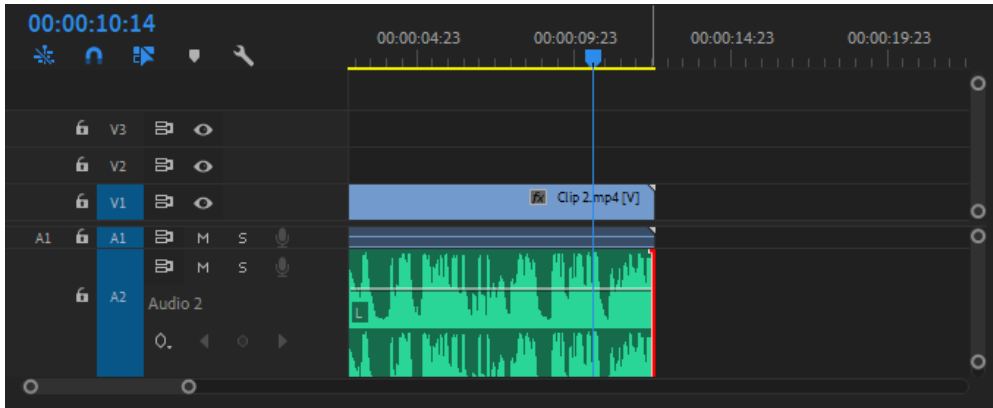 00:00:10:14
00:00:04:23 00:00:09:23 00:00:14:23 00:00:19:23
V3
V2
V1 fx Clip 2.mp4 [V]
A1 A1 M S
M S
A2 Audio 2
L